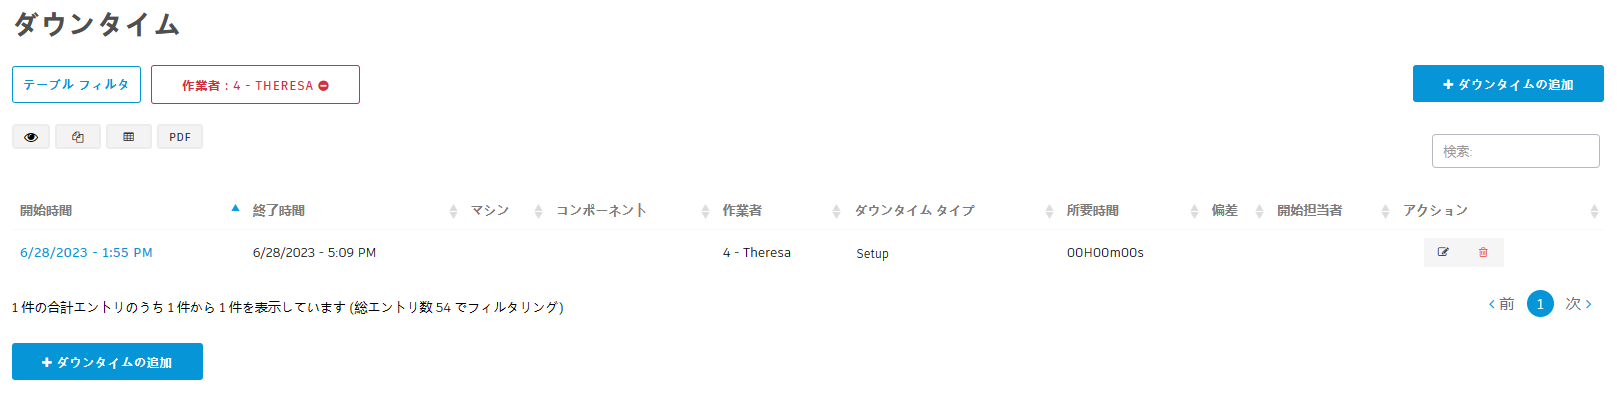 ダウンタイム
テーブル フィルタ
作業者 : 4 - THERESA
ダウンタイムの追加
PDF
検索:
開始時間 終了時間 マシン コンポーネント 作業者 ダウンタイム タイプ 所要時間 偏差 開始担当者 アクション
6/28/2023 - 1:55 PM 6/28/2023 - 5:09 PM 4 - Theresa Setup 00H00m00s
1 件の合計エントリのうち 1 件から 1 件を表示しています (総エントリ数 54 でフィルタリング)
前 1 次
ダウンタイムの追加